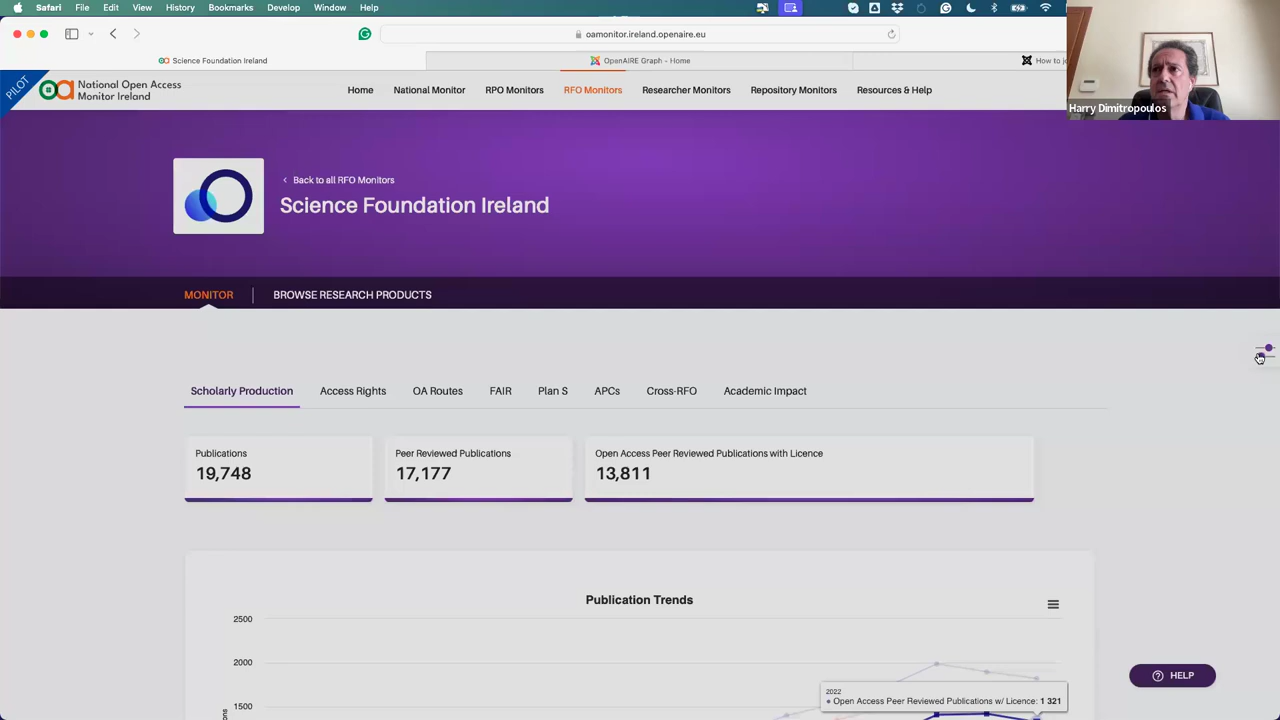 Safari File Edit View History Bookmarks Develop Window Help
oamonitor.ireland.openaire.eu
Science Foundation Ireland
OpenAIRE Graph - Home
How to jo
PILOT
National Open Access
Monitor Ireland
Home National Monitor RPO Monitors RFO Monitors Researcher Monitors Repository Monitors Resources & Help
Harry Dimitropoulos
Back to all RFO Monitors
Science Foundation Ireland
MONITOR BROWSE RESEARCH PRODUCTS
Scholarly Production Access Rights OA Routes FAIR Plan S APCs Cross-RFO Academic Impact
Publications
19,748
Peer Reviewed Publications
17,177
Open Access Peer Reviewed Publications with Licence
13,811
Publication Trends
2500
2000
1500
2022
Open Access Peer Reviewed Publications w/ Licence: 1 321
HELP